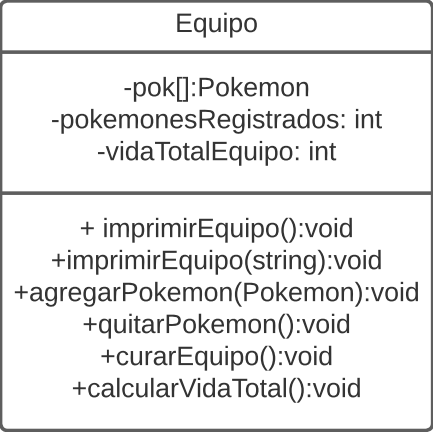 Equipo
-pok[]:Pokemon
-pokemonesRegistrados: int
-vidaTotalEquipo: int
+ imprimirEquipo():void
+imprimirEquipo(string):void
+agregarPokemon(Pokemon):void
+quitarPokemon():void
+curarEquipo():void
+calcularVidaTotal():void